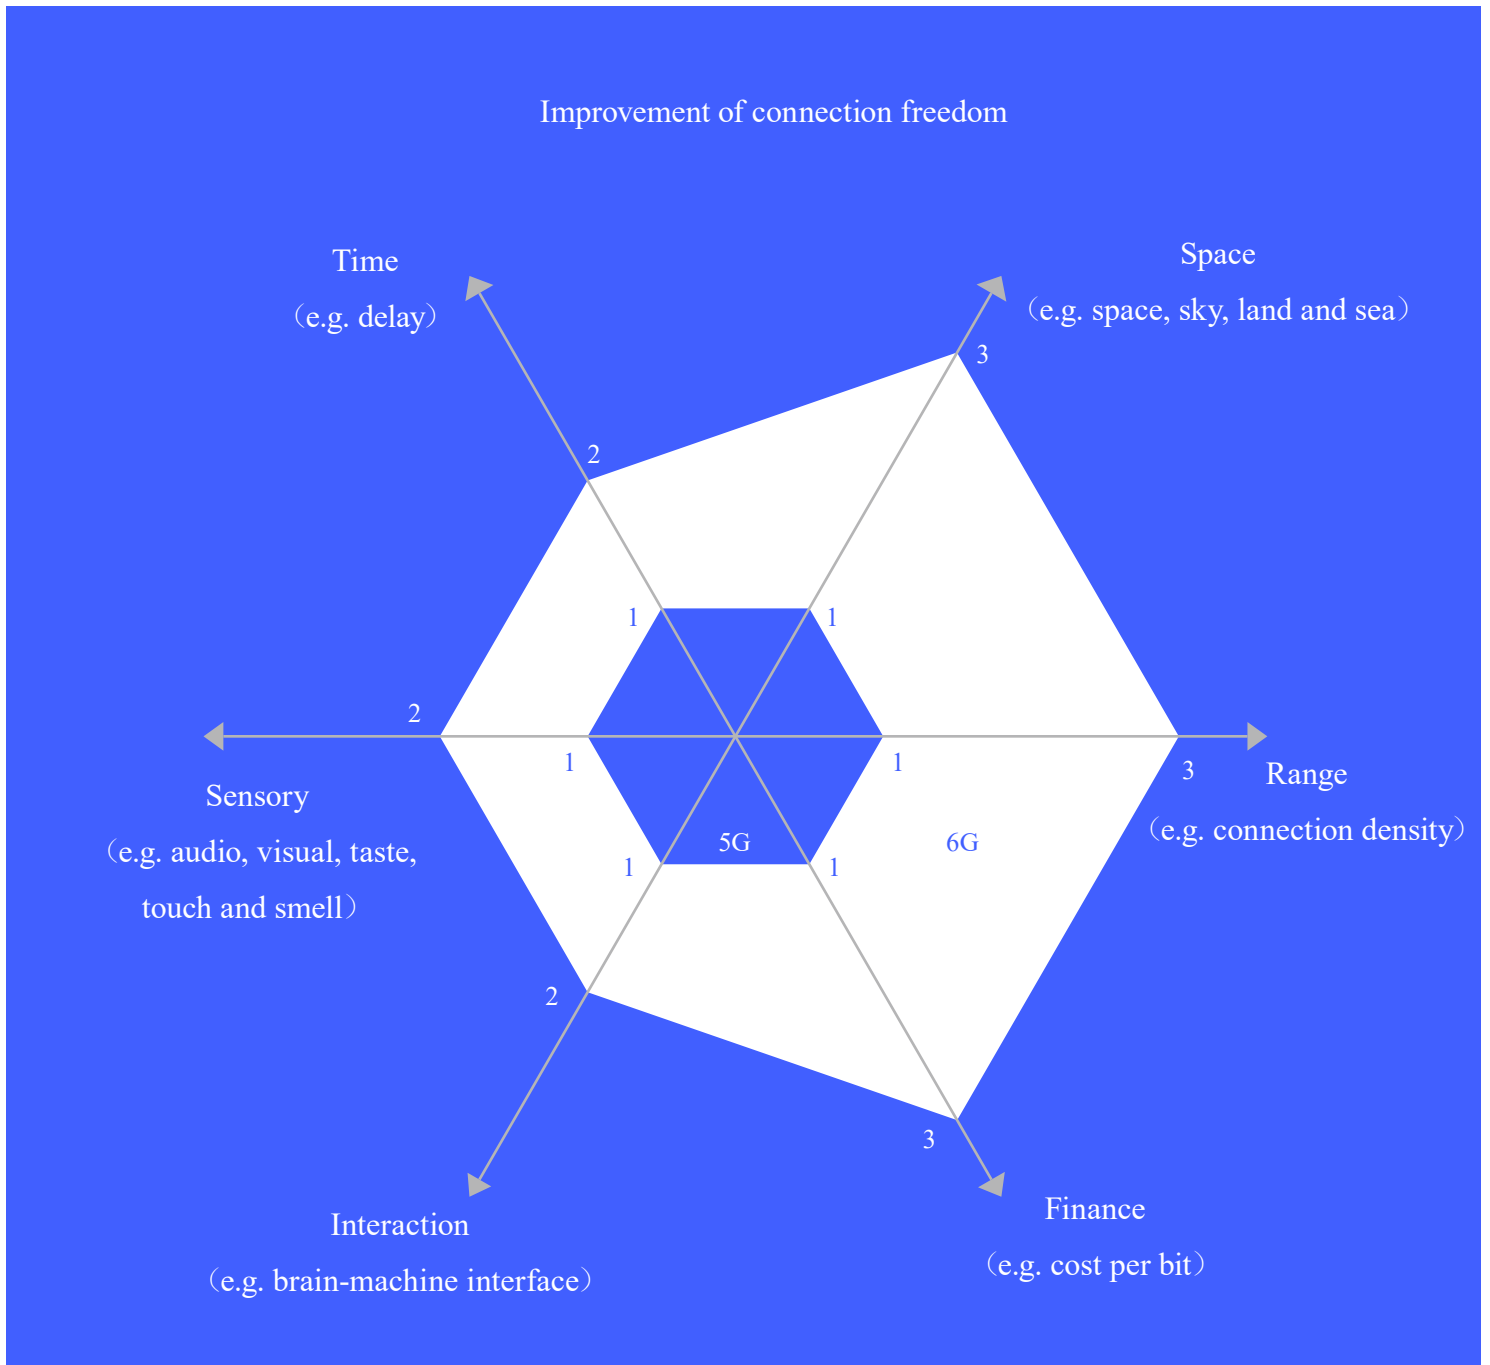 Improvement of connection freedom
Time
（e.g. delay）
Space
（e.g. space, sky, land and sea）
3
2
1
1
2
1
1
3
Sensory
（e.g. audio, visual, taste,
touch and smell）
Range
（e.g. connection density）
5G
6G
1
1
2
3
Interaction
（e.g. brain-machine interface）
Finance
（e.g. cost per bit）